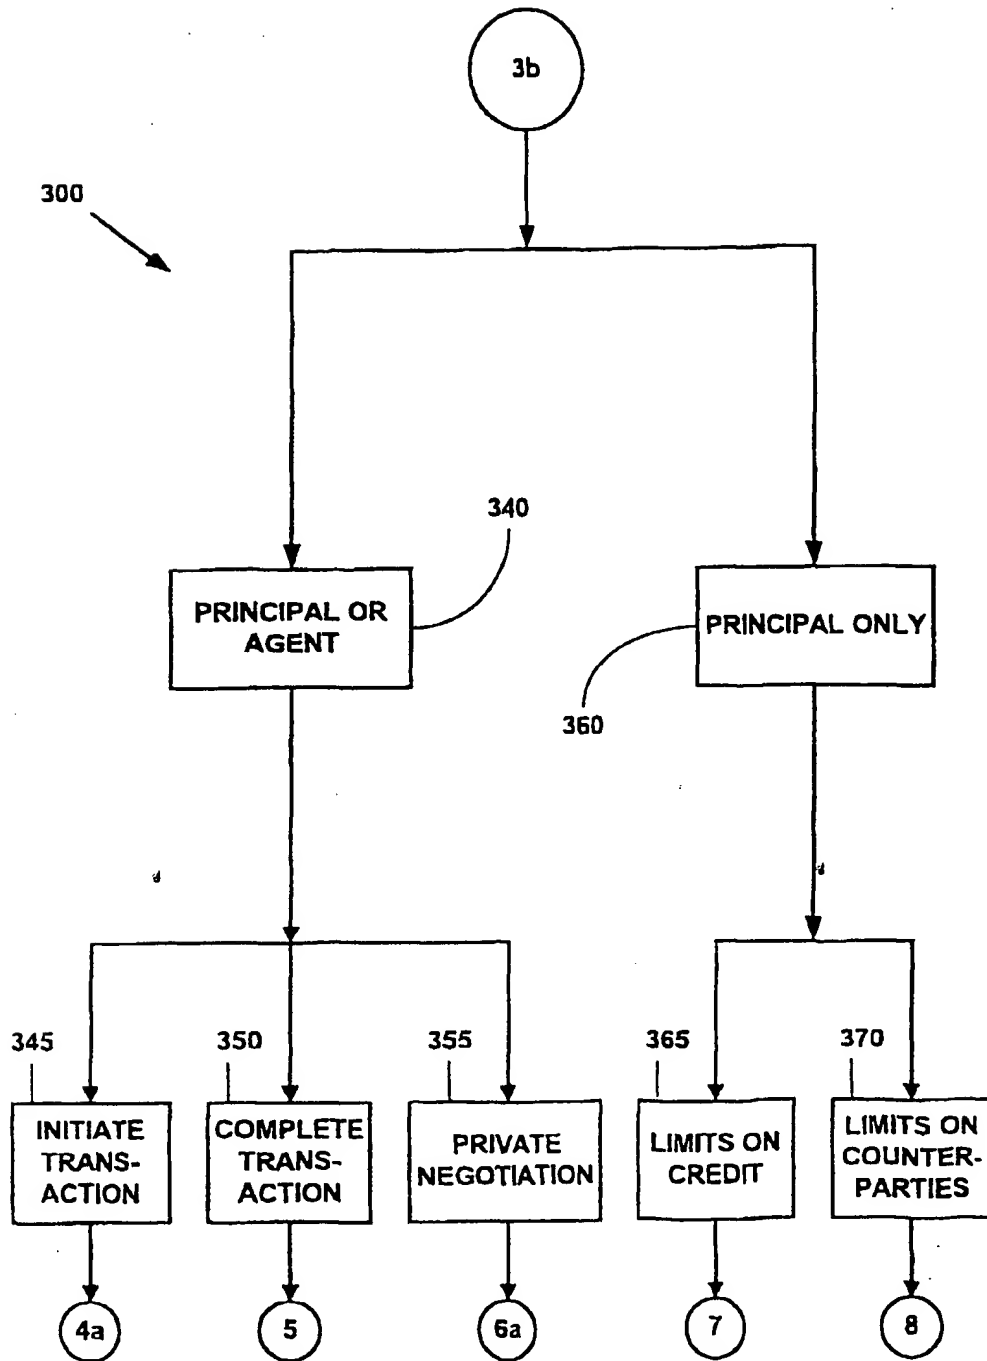 3b
300
340
PRINCIPAL OR
AGENT
PRINCIPAL ONLY
360
345
350
355
365
370
INITIATE
TRANS-
ACTION
COMPLETE
TRANS-
ACTION
PRIVATE
NEGOTIATION
LIMITS ON
CREDIT
LIMITS ON
COUNTER-
PARTIES
4a
5
6a
7
8